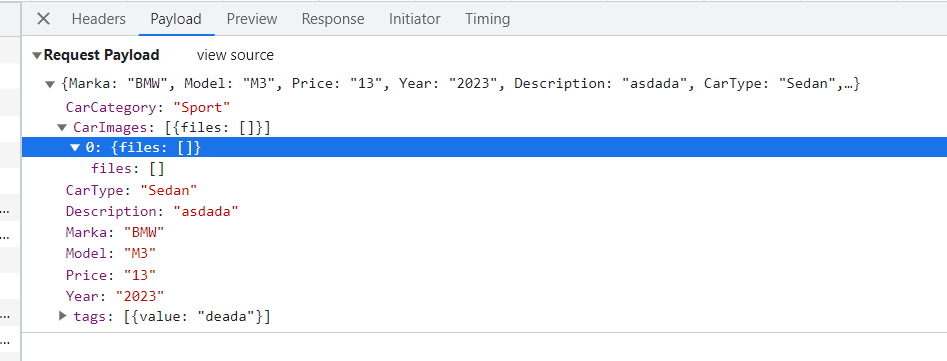 Headers Payload Preview Response Initiator Timing
Request Payload view source
{Marka: "BMW", Model: "M3", Price: "13", Year: "2023", Description: "asdada", CarType: "Sedan",…}
CarCategory: "Sport"
CarImages: [{files: []}]
0: {files: []}
files: []
CarType: "Sedan"
Description: "asdada"
...
Marka: "BMW"
...
Model: "M3"
Price: "13"
Year: "2023"
tags: [{value: "deada"}]
...
...